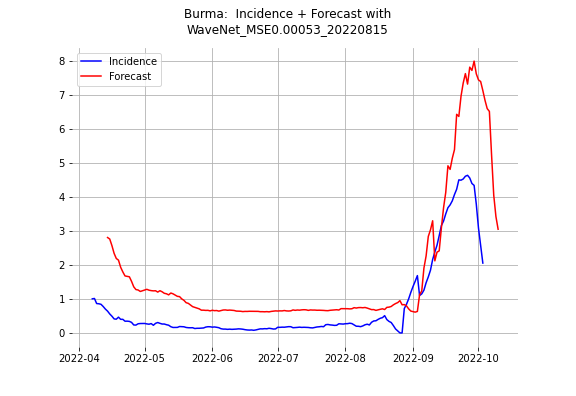 Burma:  Incidence + Forecast with
WaveNet_MSE0.00053_20220815
Incidence
Forecast
8
7
6
5
4
3
2
1
0
2022-04 2022-05 2022-06 2022-07 2022-08 2022-09 2022-10